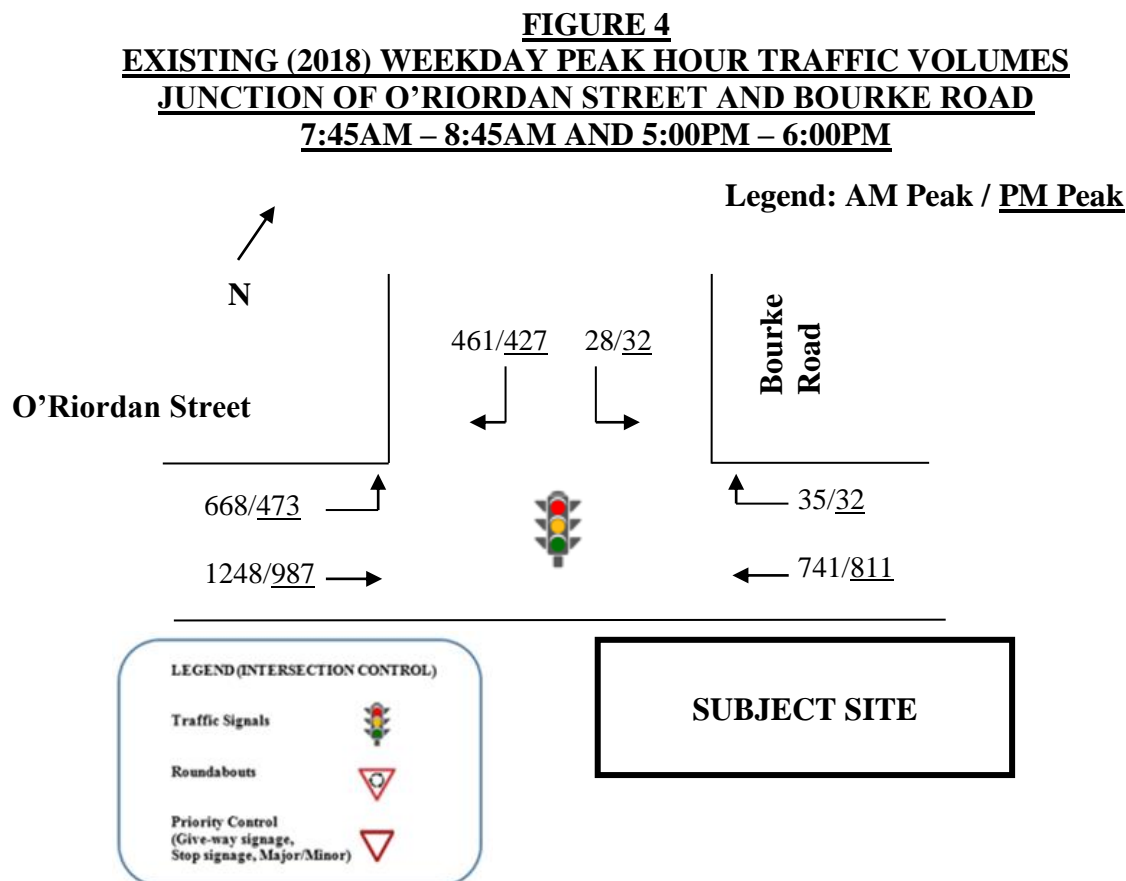 FIGURE 4
EXISTING (2018) WEEKDAY PEAK HOUR TRAFFIC VOLUMES
JUNCTION OF O’RIORDAN STREET AND BOURKE ROAD
7:45AM – 8:45AM AND 5:00PM – 6:00PM
Legend: AM Peak / PM Peak
N
461/427
28/32
Bourke
Road
O’Riordan Street
668/473
35/32
1248/987
741/811
LEGEND (INTERSECTION CONTROL)
Traffic Signals
Roundabouts
Priority Control
(Give-way signage,
Stop signage, Major/Minor)
SUBJECT SITE